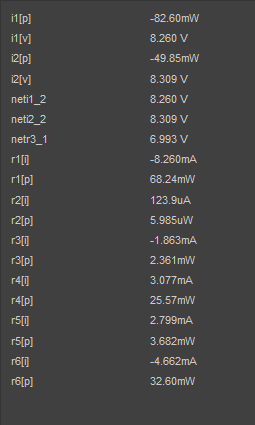 i1[p] -82.60mW
i1[v] 8.260 V
i2[p] -49.85mW
i2[v] 8.309 V
neti1_2 8.260 V
neti2_2 8.309 V
netr3_1 6.993 V
r1[i] -8.260mA
r1[p] 68.24mW
r2[i] 123.9uA
r2[p] 5.985uW
r3[i] -1.863mA
r3[p] 2.361mW
r4[i] 3.077mA
r4[p] 25.57mW
r5[i] 2.799mA
r5[p] 3.682mW
r6[i] -4.662mA
r6[p] 32.60mW